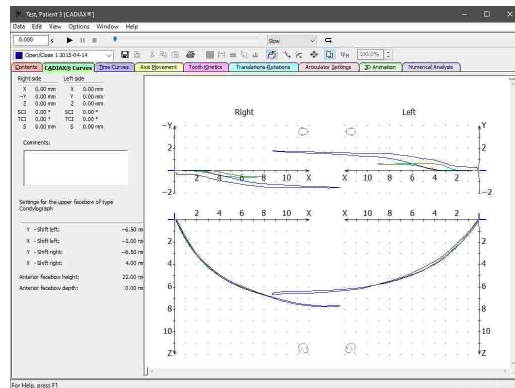 Test, Patient 3 [CADIAX®]
Data Edit View Options Window Help
0.000 s Slow
Open/Close 1 2015-04-14 100.0%
Contents CADIAX® Curves Time Curves Axis Movement Tooth Kinetics Translations-Rotations Articulator Settings 3D Animation Numerical Analysis
Right side Left side
X 0.00 mm X 0.00 mm
-Y 0.00 mm Y 0.00 mm
Z 0.00 mm Z 0.00 mm
SCI 0.00 ° SCI 0.00 °
TCI 0.00 ° TCI 0.00 °
S 0.00 mm S 0.00 mm
Comments:
Settings for the upper facebow of type
Condylograph
Y - Shift left: -6.50 m
X - Shift left: -2.00 m
Y - Shift right: -6.50 m
X - Shift right: 4.00 m
Anterior facebow height: 22.00 m
Anterior facebow depth: 0.00 m
Right Left
-Y Y
2 2
2 4 6 8 10 X X 10 8 6 4 2
-2 -2
2 4 6 8 10 X X 10 8 6 4 2
2 2
4 4
6 6
8 8
10 10
Z Z
For Help, press F1